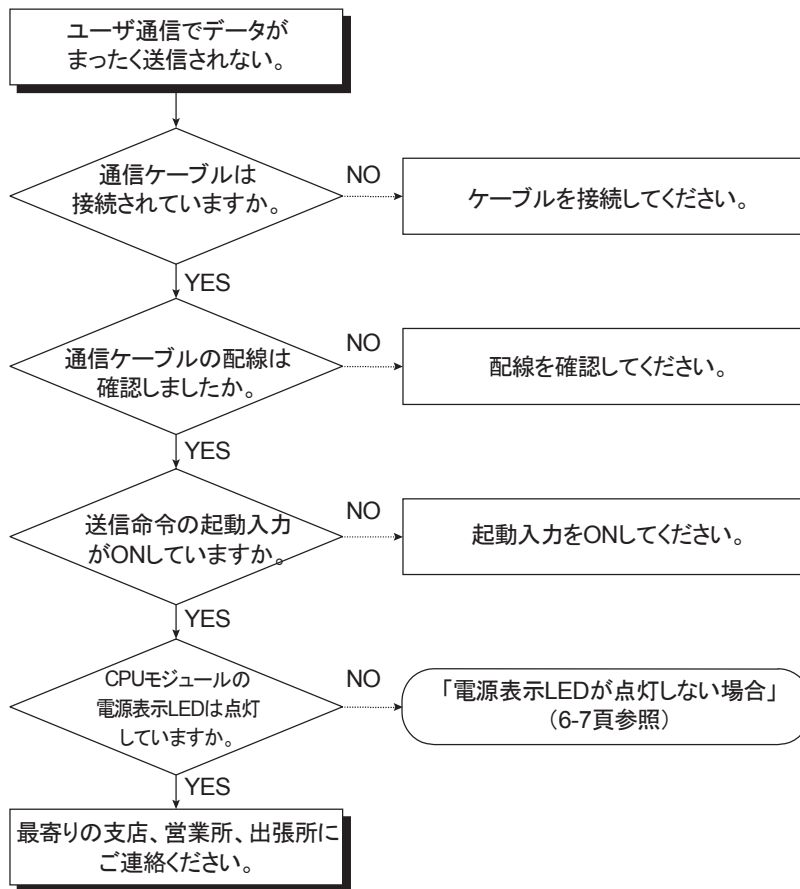 ユーザ通信でデータが
まったく送信されない。
通信ケーブルは
接続されていますか。
NO
ケーブルを接続してください。
YES
通信ケーブルの配線は
確認しましたか。
NO
配線を確認してください。
YES
送信命令の起動入力
がONしていますか。
NO
起動入力をONしてください。
YES
CPUモジュールの
電源表示LEDは点灯
していますか。
NO
「電源表示LEDが点灯しない場合」
（6-7頁参照）
YES
最寄りの支店、営業所、出張所に
ご連絡ください。